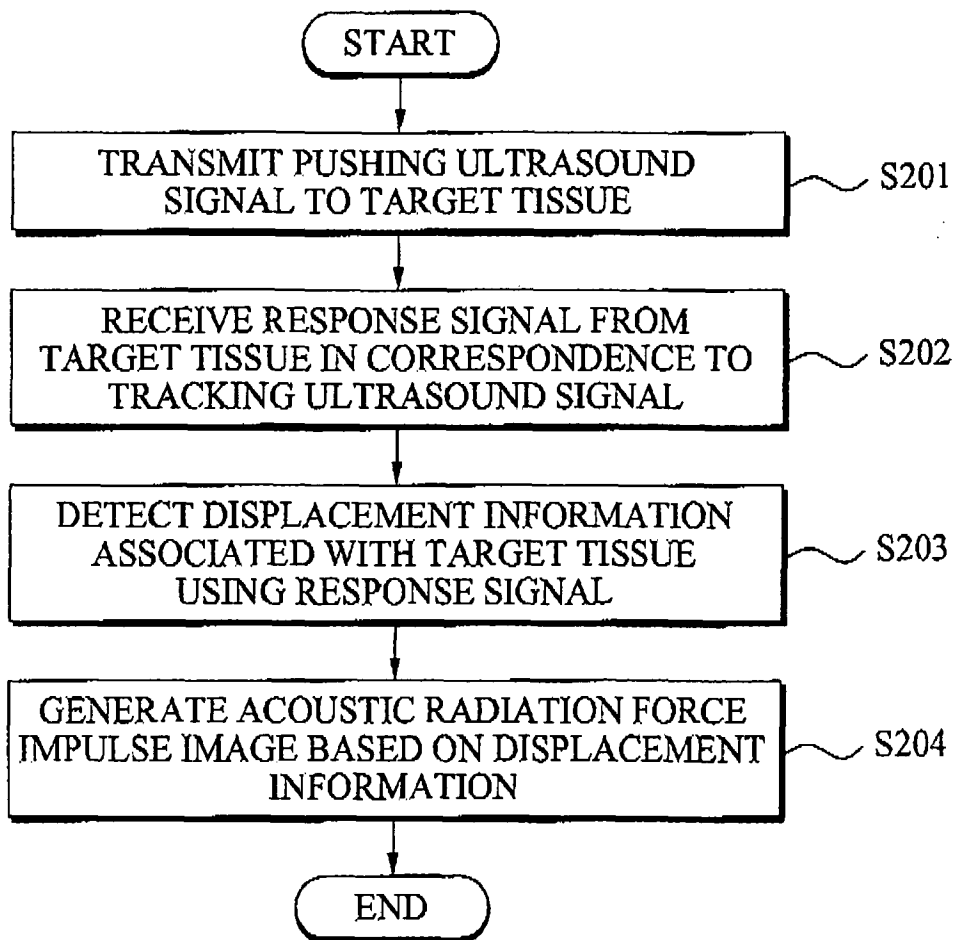 START
TRANSMIT PUSHING ULTRASOUND
SIGNAL TO TARGET TISSUE
S201
RECEIVE RESPONSE SIGNAL FROM
TARGET TISSUE IN CORRESPONDENCE TO
TRACKING ULTRASOUND SIGNAL
S202
DETECT DISPLACEMENT INFORMATION
ASSOCIATED WITH TARGET TISSUE
USING RESPONSE SIGNAL
S203
GENERATE ACOUSTIC RADIATION FORCE
IMPULSE IMAGE BASED ON DISPLACEMENT
INFORMATION
S204
END